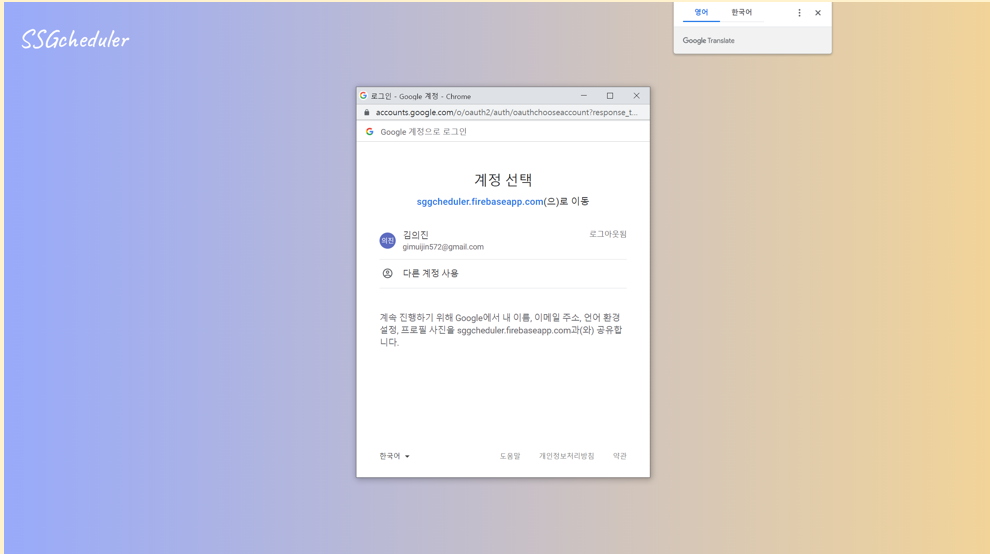 SSGcheduler
영어 한국어
Google Translate
로그인 - Google 계정 - Chrome
accounts.google.com/o/oauth2/auth/oauthchooseaccount?response_t...
Google 계정으로 로그인
계정 선택
sggcheduler.firebaseapp.com(으)로 이동
의진
김의진 로그아웃됨
gimuijin572@gmail.com
다른 계정 사용
계속 진행하기 위해 Google에서 내 이름, 이메일 주소, 언어 환경
설정, 프로필 사진을 sggcheduler.firebaseapp.com과(와) 공유합
니다.
한국어 도움말 개인정보처리방침 약관